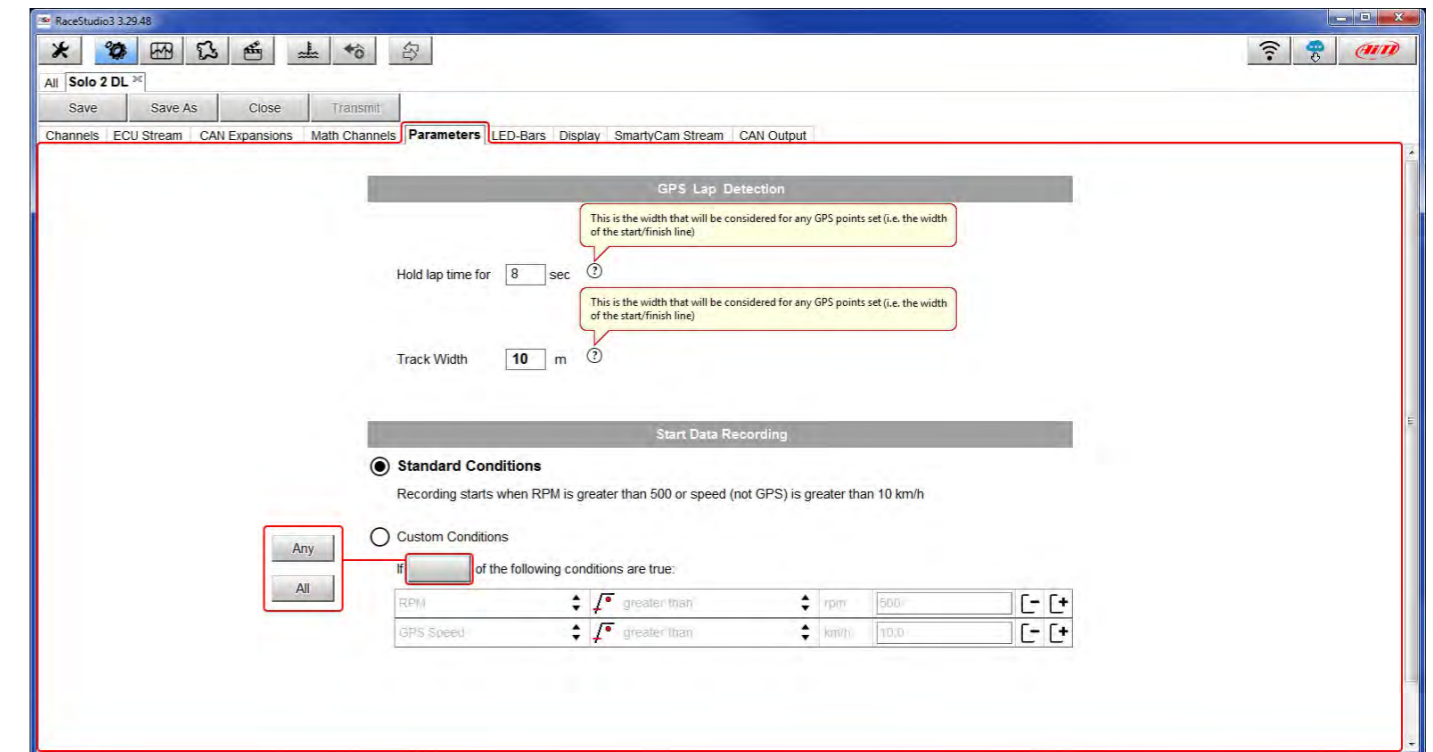 RaceStudio3 3.29.48
AiM
All Solo 2 DL
Save Save As Close Transmit
Channels ECU Stream CAN Expansions Math Channels Parameters LED-Bars Display SmartyCam Stream CAN Output
GPS Lap Detection
This is the width that will be considered for any GPS points set (i.e. the width
of the start/finish line)
Hold lap time for 8 sec ?
This is the width that will be considered for any GPS points set (i.e. the width
of the start/finish line)
Track Width 10 m ?
Start Data Recording
Standard Conditions
Recording starts when RPM is greater than 500 or speed (not GPS) is greater than 10 km/h
Custom Conditions
Any
If of the following conditions are true:
All
RPM greater than rpm 500
GPS Speed greater than km/h 10.0